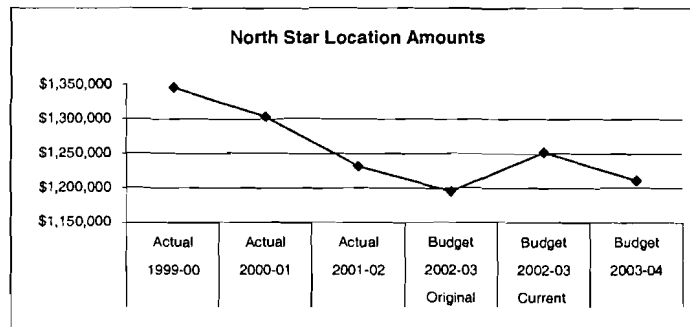 North Star Location Amounts
$1,350,000
$1,300,000
$1,250,000
$1,200,000
$1,150,000
Actual Actual Actual Budget Budget Budget
1999-00 2000-01 2001-02 2002-03 2002-03 2003-04
Original Current